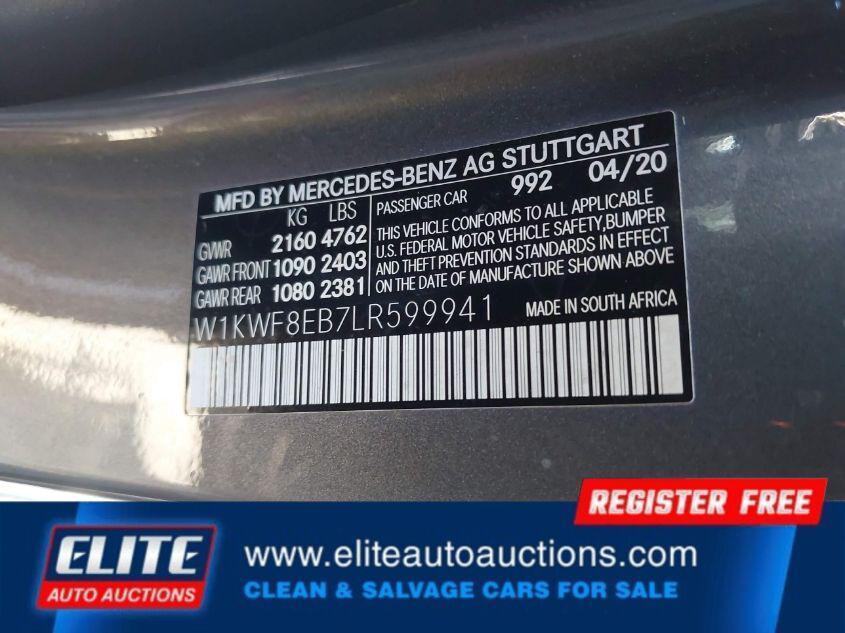 MFD BY MERCEDES-BENZ AG STUTTGART
KG LBS
GVWR 2160 4762
GAWR FRONT 1090 2403
GAWR REAR 1080 2381
PASSENGER CAR 992 04/20
THIS VEHICLE CONFORMS TO ALL APPLICABLE
U.S. FEDERAL MOTOR VEHICLE SAFETY, BUMPER
AND THEFT PREVENTION STANDARDS IN EFFECT
ON THE DATE OF MANUFACTURE SHOWN ABOVE
W1KWF8EB7LR599941
MADE IN SOUTH AFRICA
REGISTER FREE
ELITE
AUTO AUCTIONS
www.eliteautoauctions.com
CLEAN & SALVAGE CARS FOR SALE